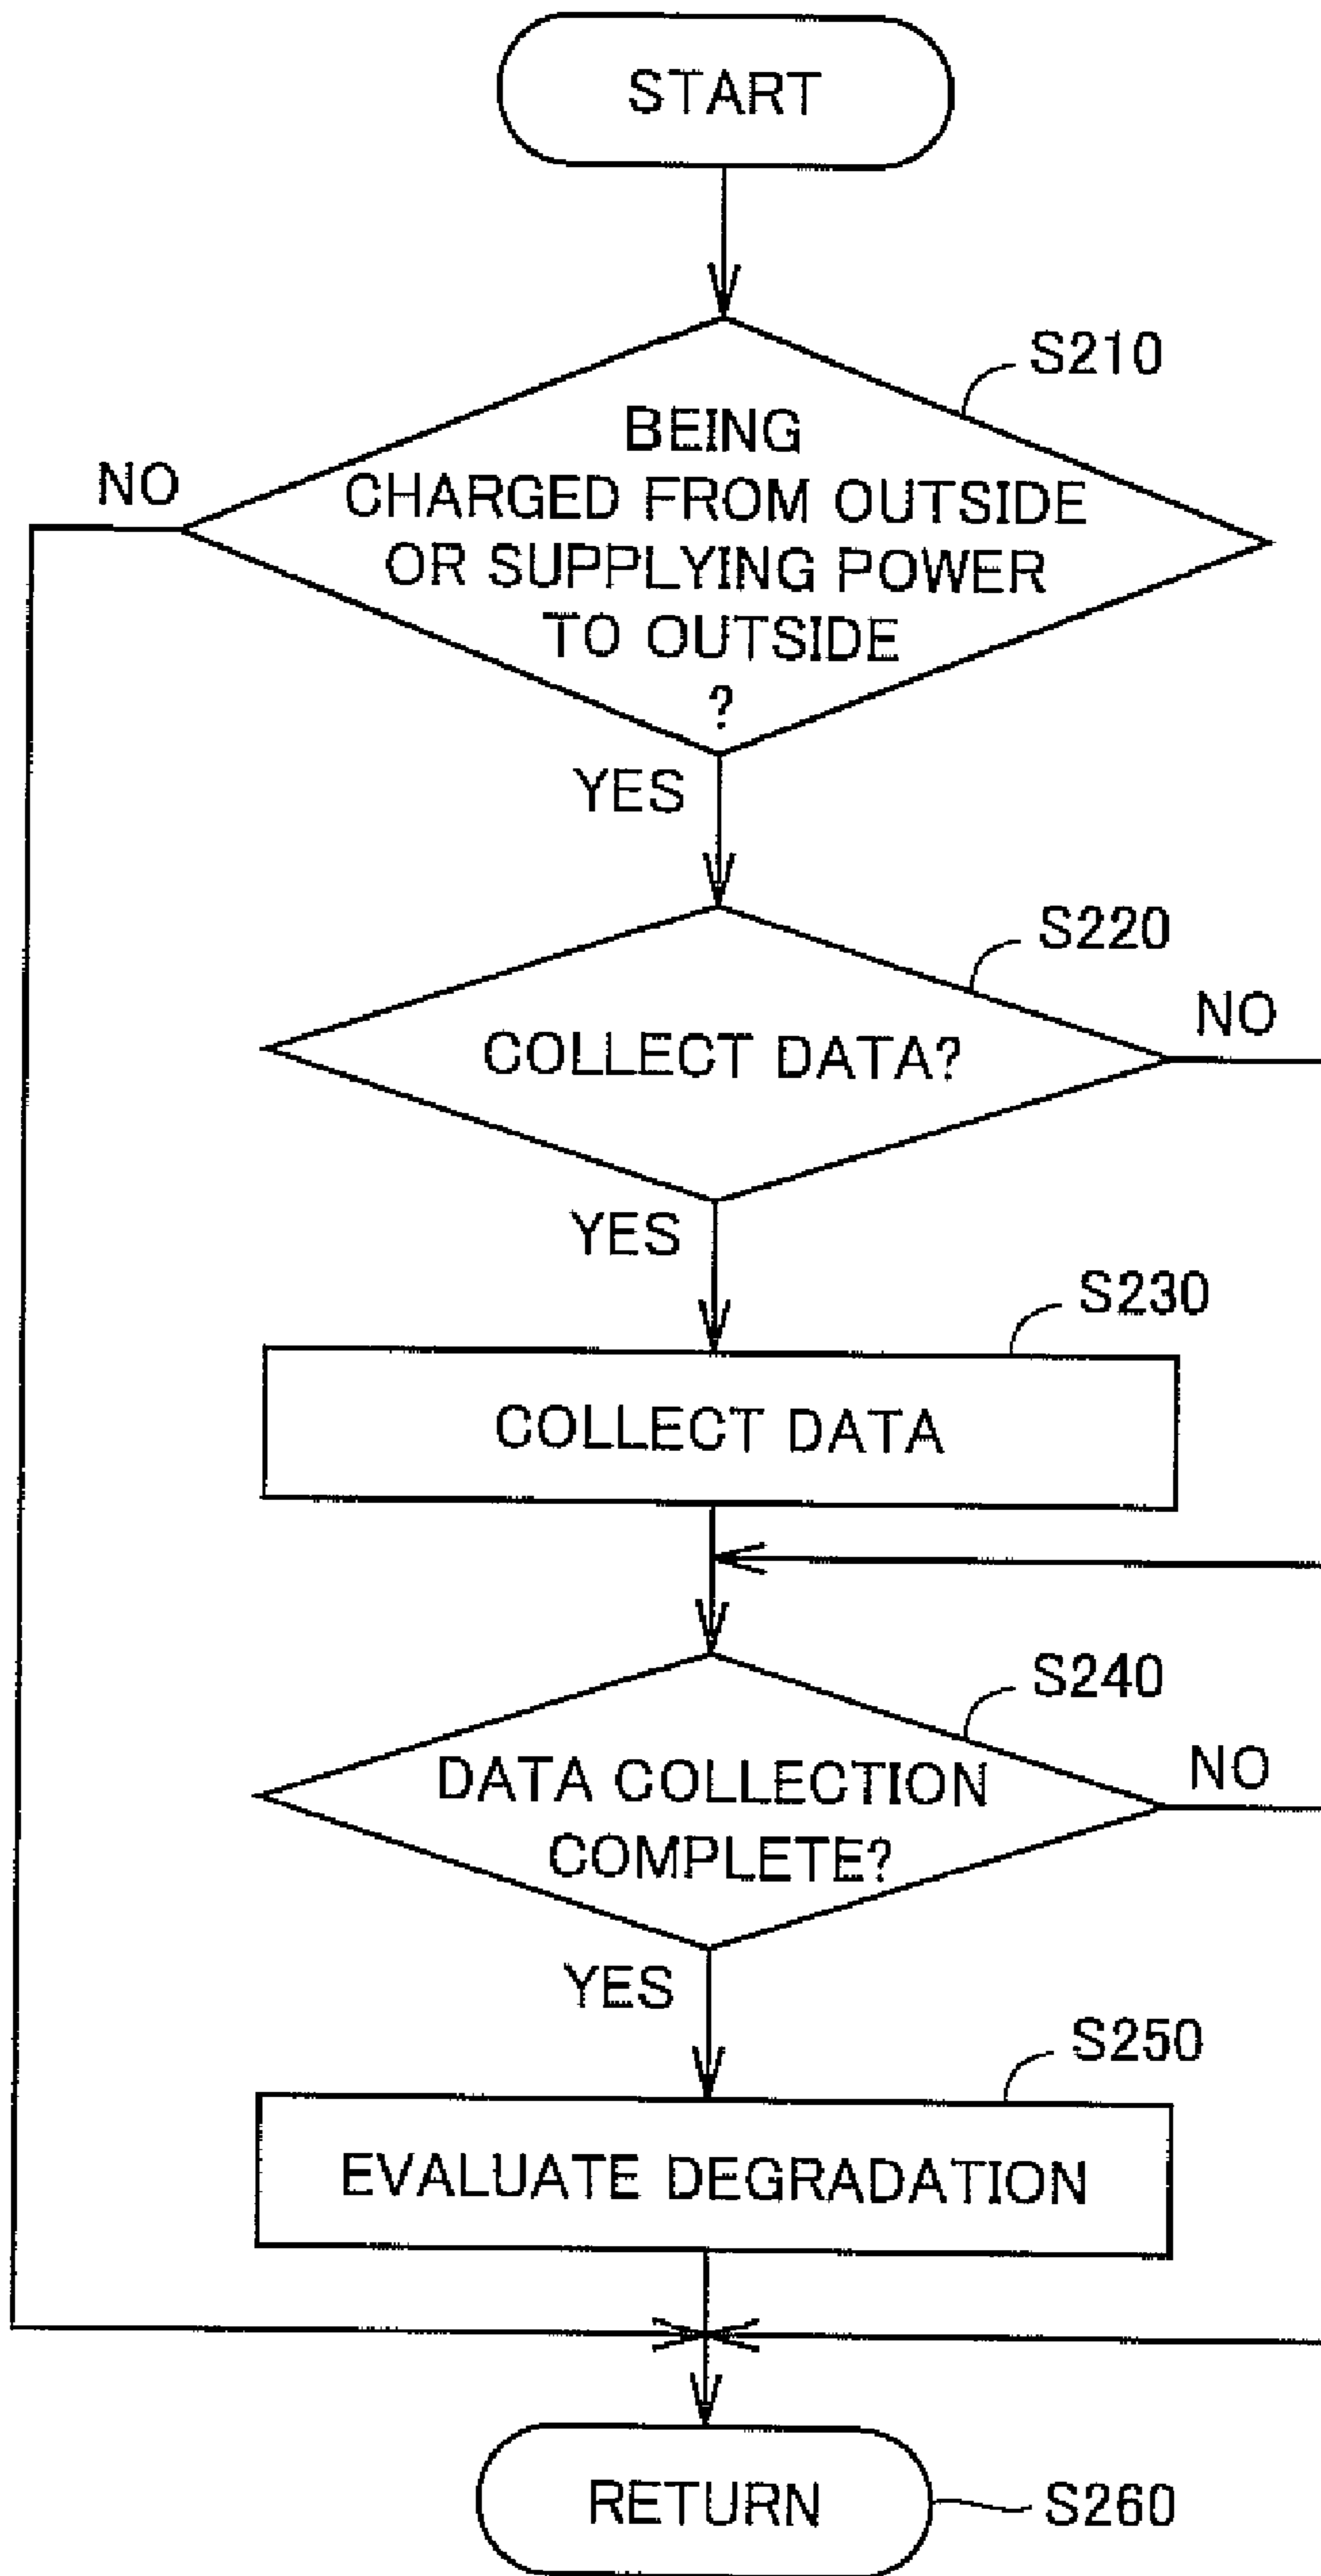 START
S210
BEING
NO
CHARGED FROM OUTSIDE
OR SUPPLYING POWER
TO OUTSIDE
?
YES
S220
NO
COLLECT DATA?
YES
S230
COLLECT DATA
S240
NO
DATA COLLECTION
COMPLETE?
YES
S250
EVALUATE DEGRADATION
RETURN
S260